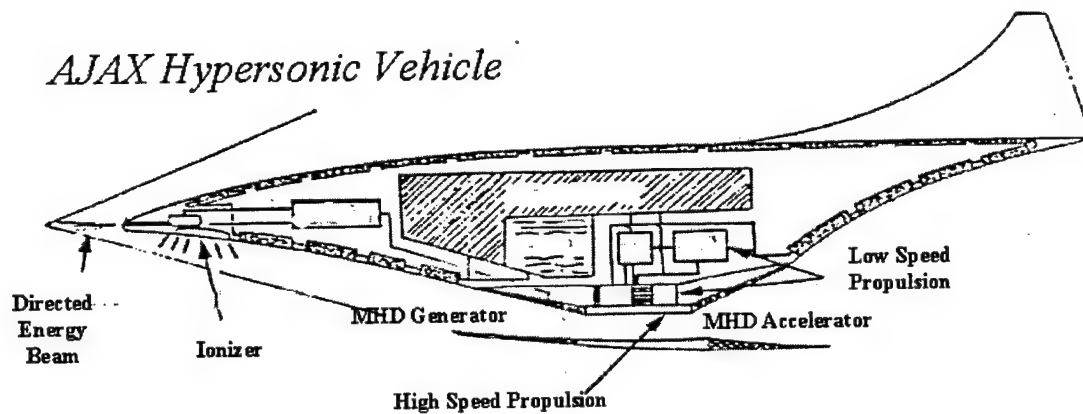 AJAX Hypersonic Vehicle
Low Speed
Propulsion
Directed
Energy
Beam
MHD Generator
MHD Accelerator
Ionizer
High Speed Propulsion